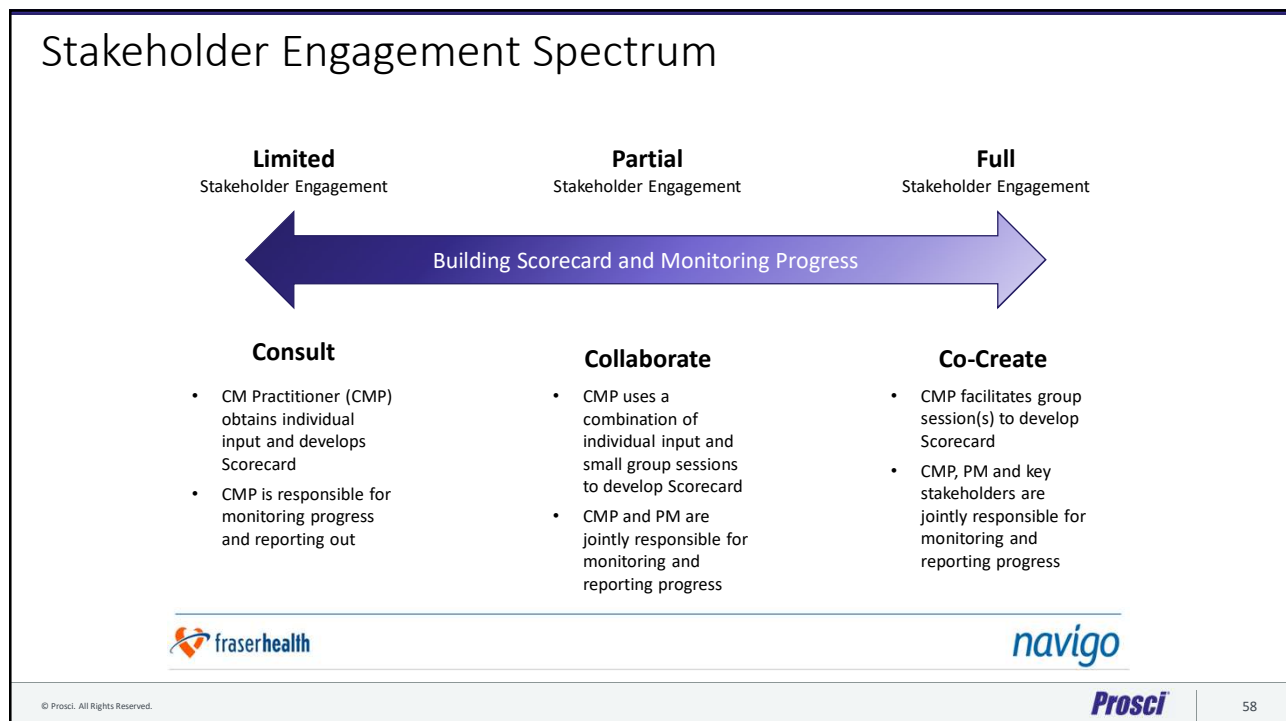 Stakeholder Engagement Spectrum
Limited
Stakeholder Engagement
Partial
Stakeholder Engagement
Full
Stakeholder Engagement
Building Scorecard and Monitoring Progress
Consult
• CM Practitioner (CMP)
obtains individual
input and develops
Scorecard
• CMP is responsible for
monitoring progress
and reporting out
Collaborate
• CMP uses a
combination of
individual input and
small group sessions
to develop Scorecard
• CMP and PM are
jointly responsible for
monitoring and
reporting progress
Co-Create
• CMP facilitates group
session(s) to develop
Scorecard
• CMP, PM and key
stakeholders are
jointly responsible for
monitoring and
reporting progress
fraserhealth
navigo
© Prosci. All Rights Reserved.
Prosci
58